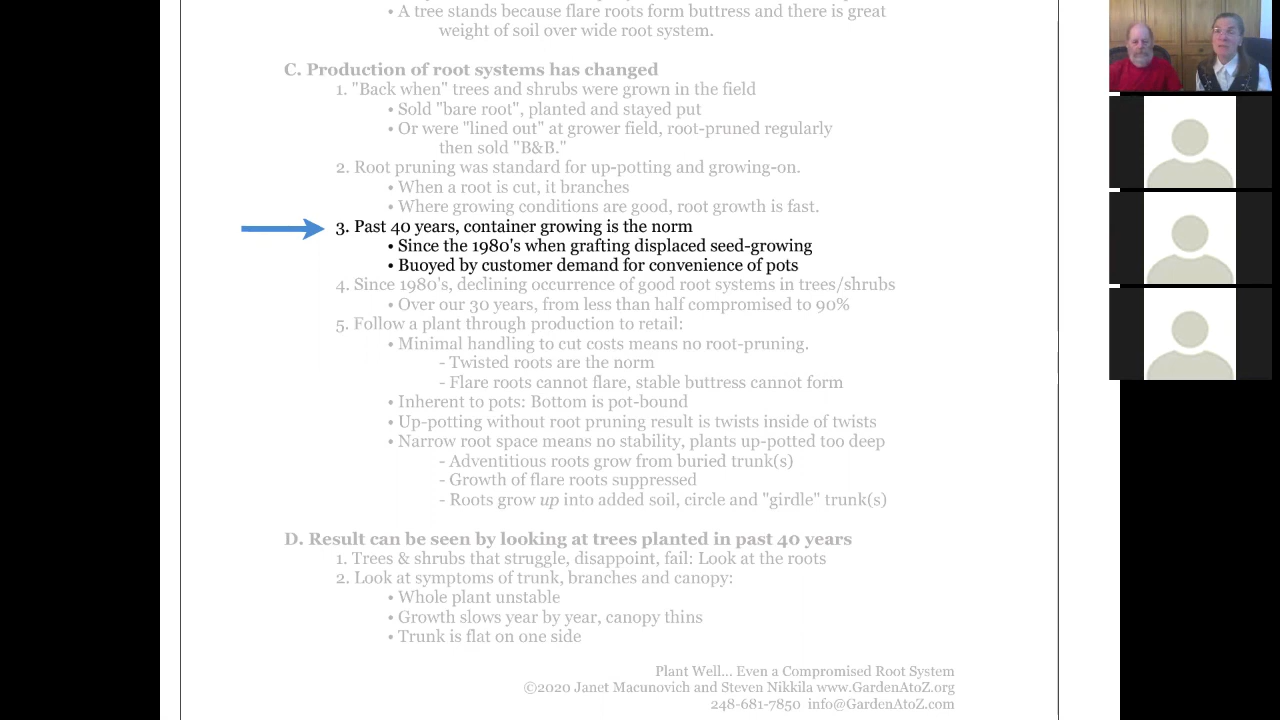 • A tree stands because flare roots form buttress and there is great
weight of soil over wide root system.
C. Production of root systems has changed
1. "Back when" trees and shrubs were grown in the field
• Sold "bare root", planted and stayed put
• Or were "lined out" at grower field, root-pruned regularly
then sold "B&B."
2. Root pruning was standard for up-potting and growing-on.
• When a root is cut, it branches
• Where growing conditions are good, root growth is fast.
3. Past 40 years, container growing is the norm
• Since the 1980's when grafting displaced seed-growing
• Buoyed by customer demand for convenience of pots
4. Since 1980's, declining occurrence of good root systems in trees/shrubs
• Over our 30 years, from less than half compromised to 90%
5. Follow a plant through production to retail:
• Minimal handling to cut costs means no root-pruning.
- Twisted roots are the norm
- Flare roots cannot flare, stable buttress cannot form
• Inherent to pots: Bottom is pot-bound
• Up-potting without root pruning result is twists inside of twists
• Narrow root space means no stability, plants up-potted too deep
- Adventitious roots grow from buried trunk(s)
- Growth of flare roots suppressed
- Roots grow up into added soil, circle and "girdle" trunk(s)
D. Result can be seen by looking at trees planted in past 40 years
1. Trees & shrubs that struggle, disappoint, fail: Look at the roots
2. Look at symptoms of trunk, branches and canopy:
• Whole plant unstable
• Growth slows year by year, canopy thins
• Trunk is flat on one side
Plant Well... Even a Compromised Root System
©2020 Janet Macunovich and Steven Nikkila www.GardenAtoZ.org
248-681-7850 info@GardenAtoZ.com